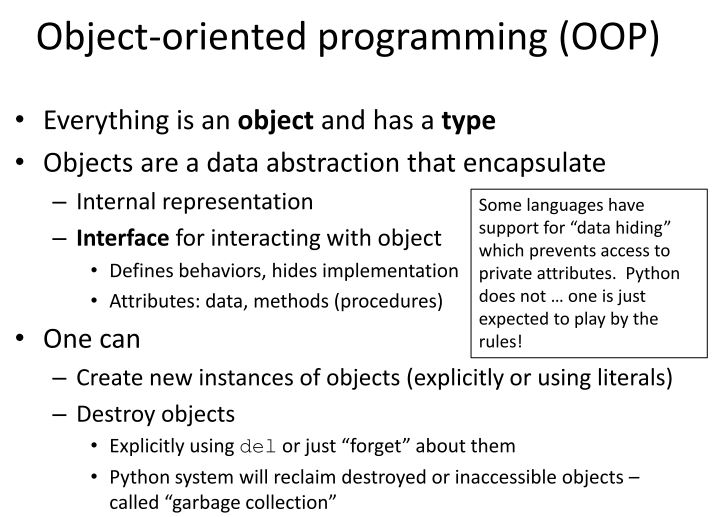 Object-oriented programming (OOP)
• Everything is an object and has a type
• Objects are a data abstraction that encapsulate
– Internal representation
– Interface for interacting with object
• Defines behaviors, hides implementation
• Attributes: data, methods (procedures)
Some languages have
support for “data hiding”
which prevents access to
private attributes.  Python
does not … one is just
expected to play by the
rules!
• One can
– Create new instances of objects (explicitly or using literals)
– Destroy objects
• Explicitly using del or just “forget” about them
• Python system will reclaim destroyed or inaccessible objects –
called “garbage collection”